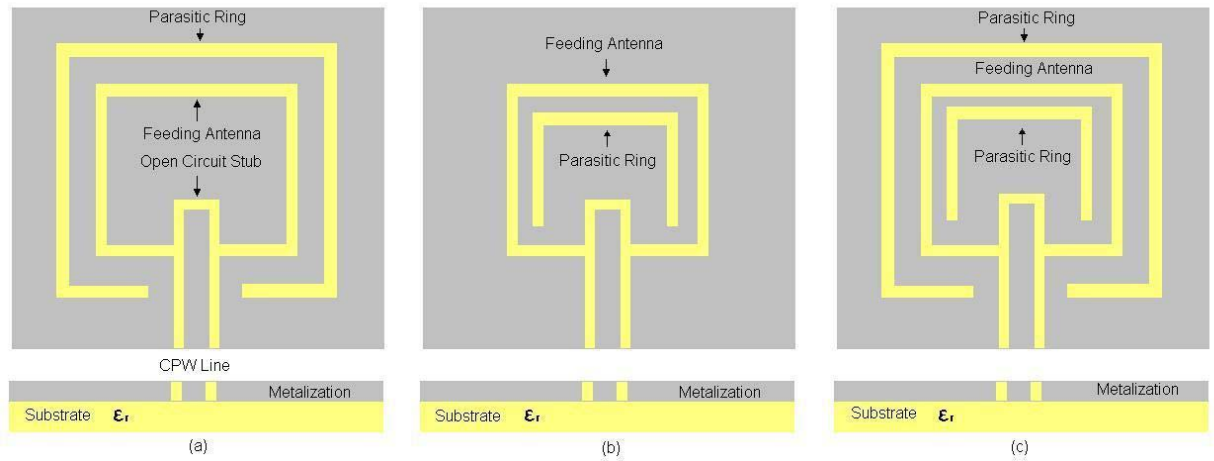 Parasitic Ring
Feeding Antenna
Open Circuit Stub
CPW Line
Metalization
Substrate εr
(a)
Feeding Antenna
Parasitic Ring
Metalization
Substrate εr
(b)
Parasitic Ring
Feeding Antenna
Parasitic Ring
Metalization
Substrate εr
(c)